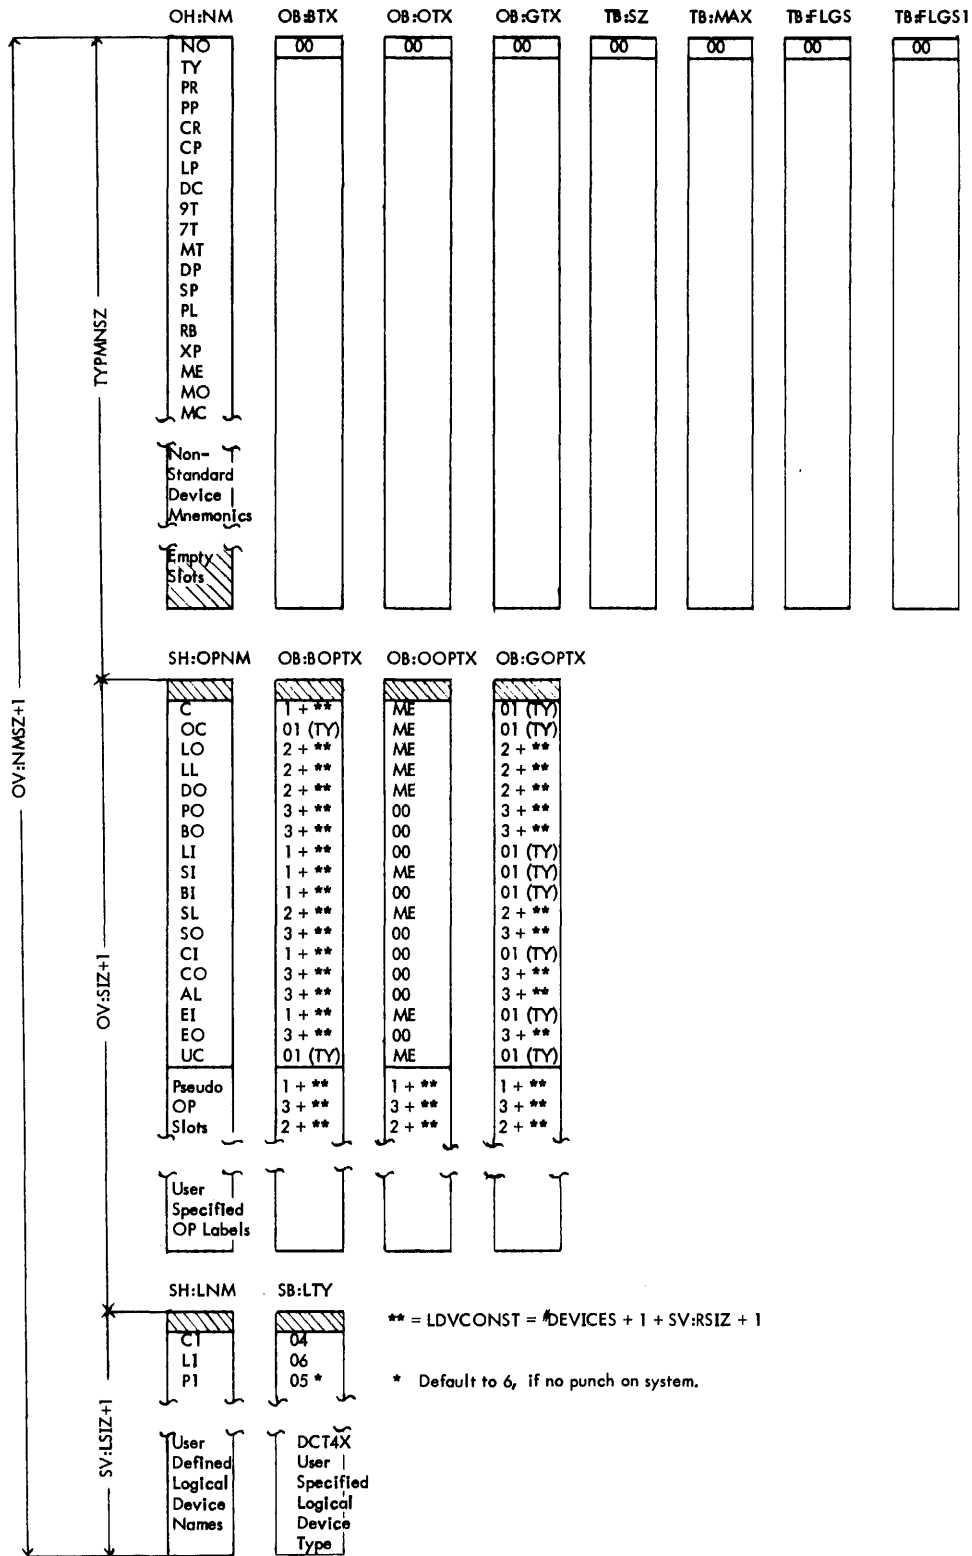 OH:NM OB:BTX OB:OTX OB:GTX TB:SZ TB:MAX TB:FLGS TB:FLGS1
NO 00 00 00 00 00 00 00
TY
PR
PP
CR
CP
LP
DC
9T
7T
MT
DP
SP
PL
RB
XP
ME
MO
MC
Non-
Standard
Device
Mnemonics
Empty
Slots
TYPMNSZ
OV:NMSZ+1
SH:OPNM OB:BOPTX OB:OOPTX OB:GOPTX
C 1 + ** ME 01 (TY)
OC 01 (TY) ME 01 (TY)
LO 2 + ** ME 2 + **
LL 2 + ** ME 2 + **
DO 2 + ** ME 2 + **
PO 3 + ** 00 3 + **
BO 3 + ** 00 3 + **
LI 1 + ** 00 01 (TY)
SI 1 + ** ME 01 (TY)
BI 1 + ** 00 01 (TY)
SL 2 + ** ME 2 + **
SO 3 + ** 00 3 + **
CI 1 + ** 00 01 (TY)
CO 3 + ** 00 3 + **
AL 3 + ** 00 3 + **
EI 1 + ** ME 01 (TY)
EO 3 + ** 00 3 + **
UC 01 (TY) ME 01 (TY)
Pseudo 1 + ** 1 + ** 1 + **
OP 3 + ** 3 + ** 3 + **
Slots 2 + ** 2 + ** 2 + **
User
Specified
OP Labels
OV:SIZ+1
SH:LNM SB:LTY
** = LDVCONST = #DEVICES + 1 + SV:RSIZ + 1
C1 04
L1 06
P1 05 * * Default to 6, if no punch on system.
User DCT4X
Defined User
Logical Specified
Device Logical
Names Device
Type
SV:LSIZ+1